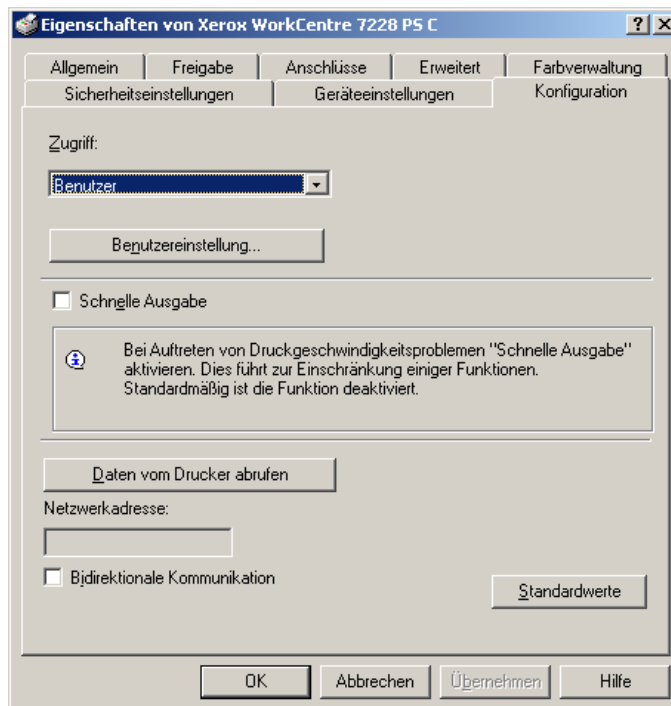 Eigenschaften von Xerox WorkCentre 7228 PS C
Allgemein Freigabe Anschlüsse Erweitert Farbverwaltung
Sicherheitseinstellungen Geräteeinstellungen Konfiguration
Zugriff:
Benutzer
Benutzereinstellung...
Schnelle Ausgabe
Bei Auftreten von Druckgeschwindigkeitsproblemen "Schnelle Ausgabe"
aktivieren. Dies führt zur Einschränkung einiger Funktionen.
Standardmäßig ist die Funktion deaktiviert.
Daten vom Drucker abrufen
Netzwerkadresse:
Bidirektionale Kommunikation
Standardwerte
OK Abbrechen Übernehmen Hilfe